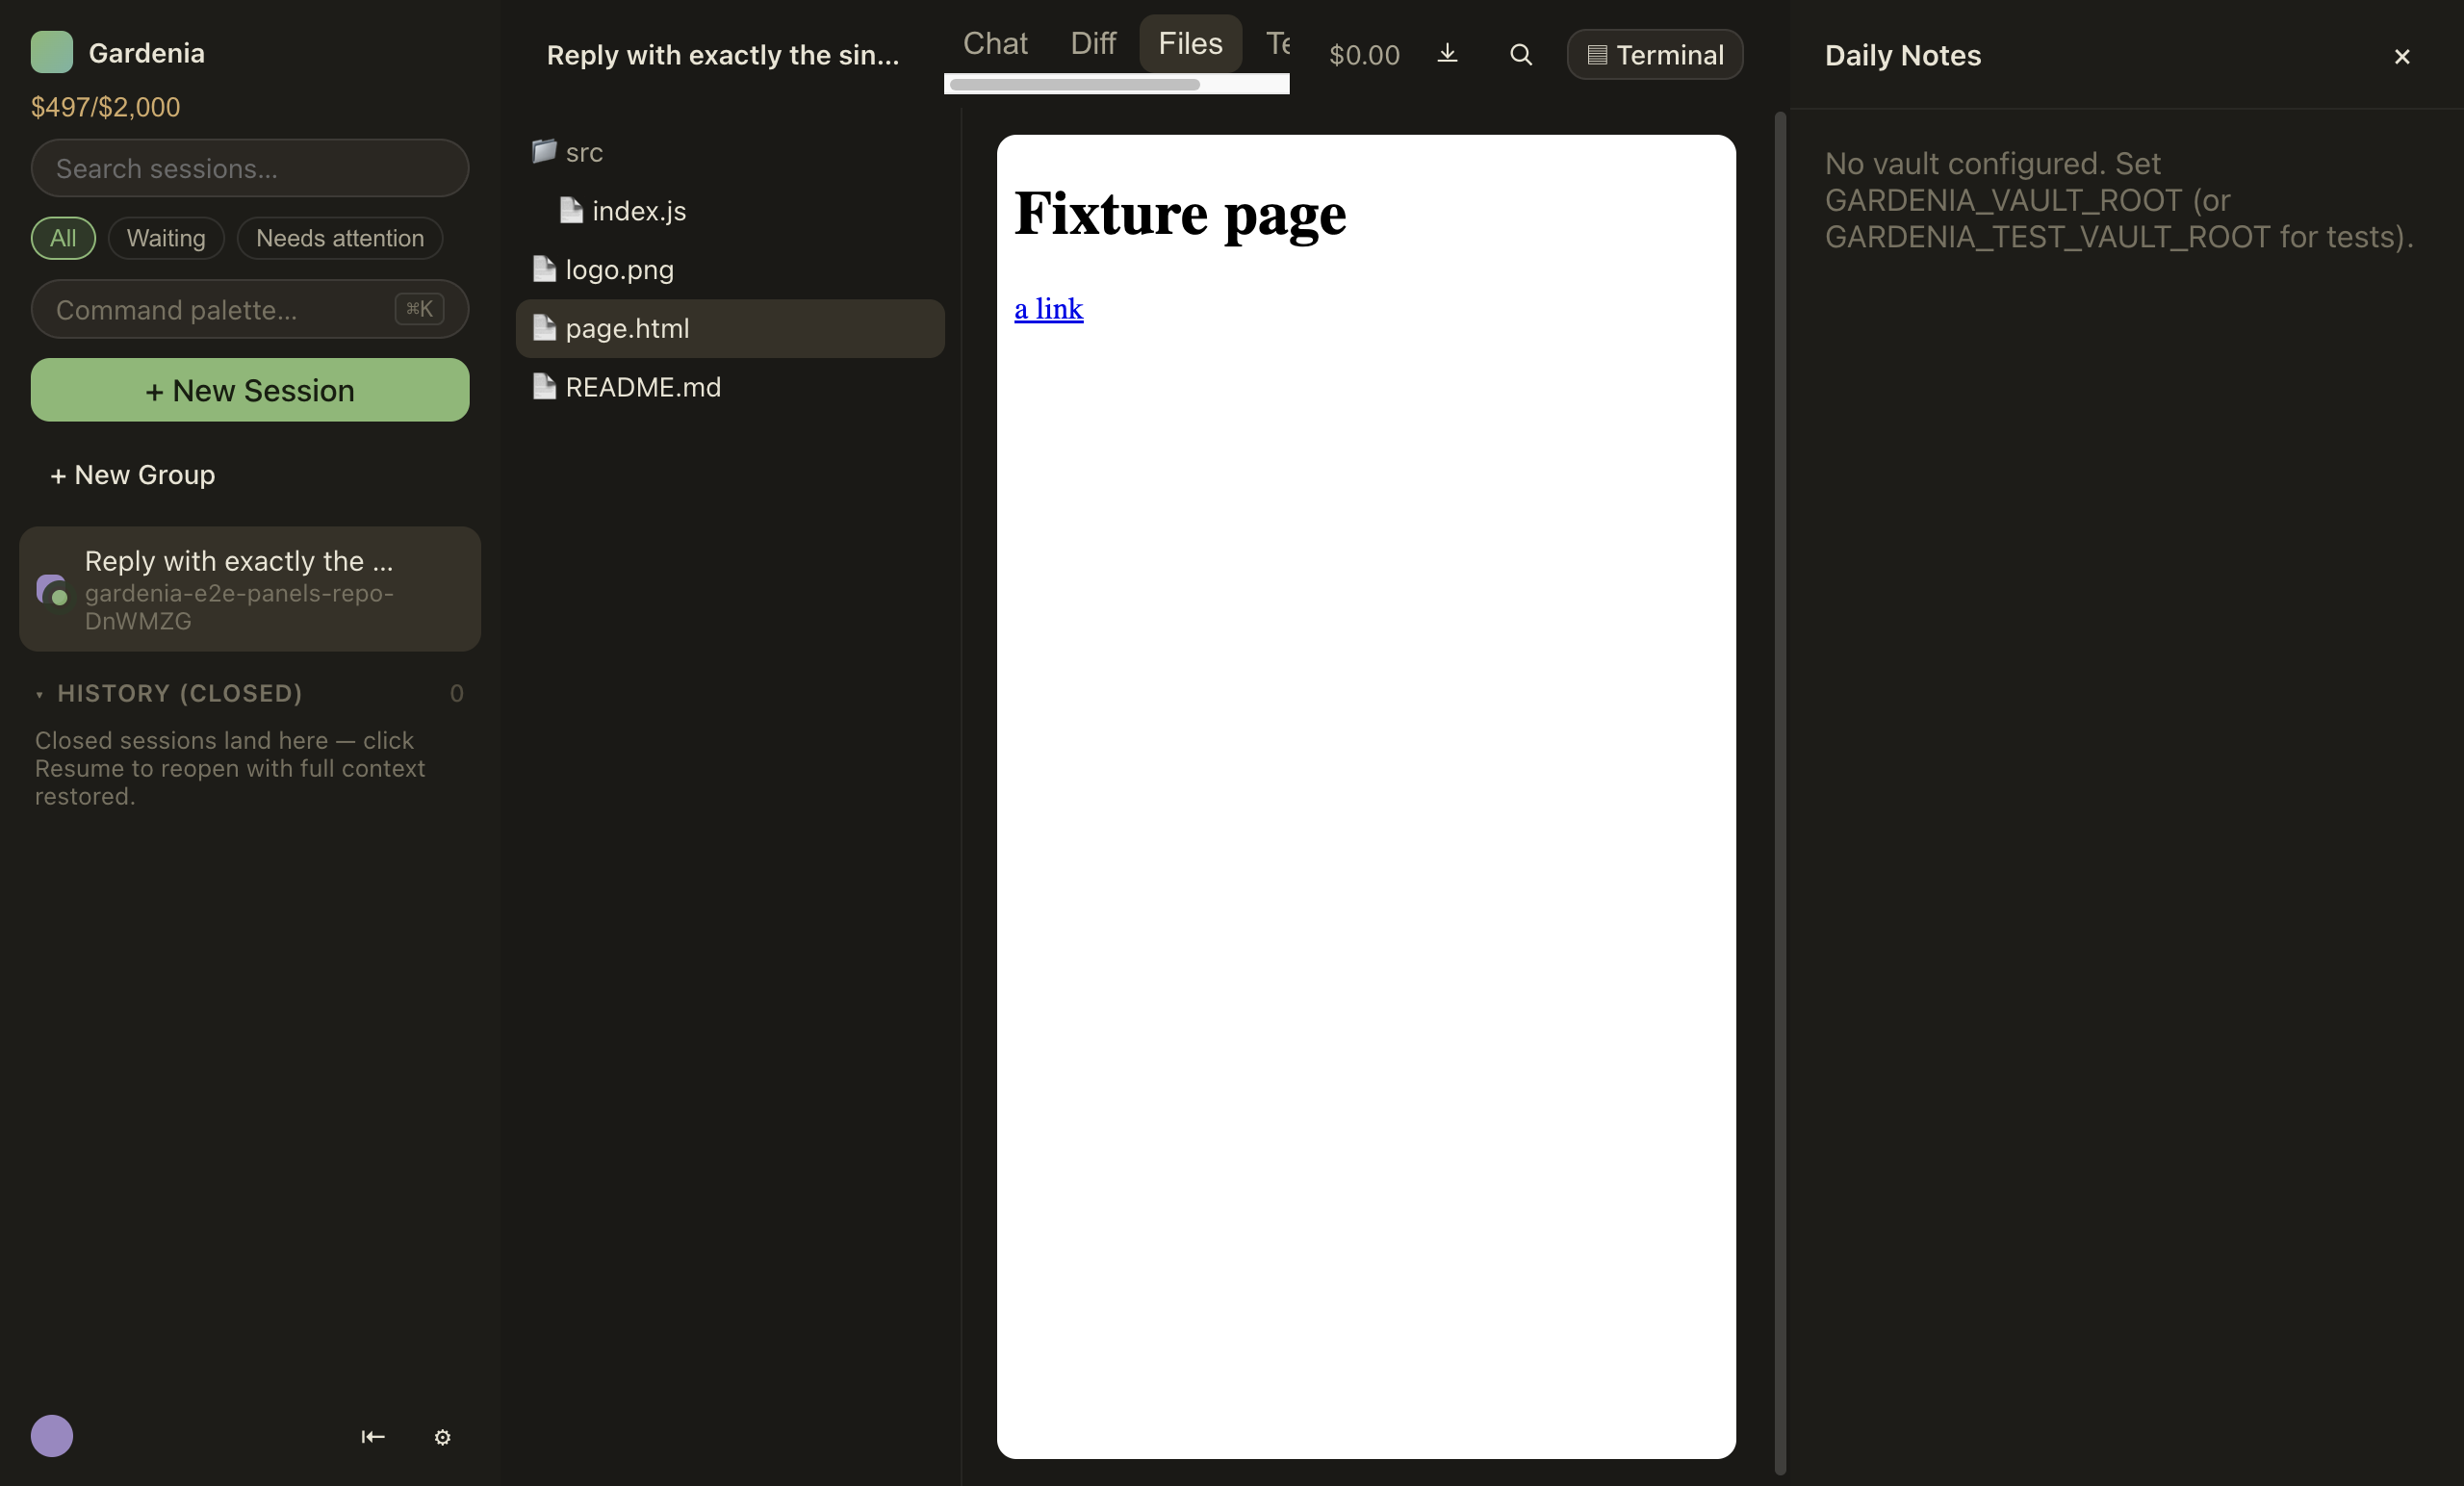 Gardenia
$497/$2,000
Search sessions...
All
Waiting
Needs attention
Command palette...
⌘K
+ New Session
+ New Group
Reply with exactly the ...
gardenia-e2e-panels-repo-
DnWMZG
HISTORY (CLOSED)
0
Closed sessions land here — click
Resume to reopen with full context
restored.
Reply with exactly the sin...
Chat
Diff
Files
Te
$0.00
Terminal
src
index.js
logo.png
page.html
README.md
Fixture page
a link
Daily Notes
No vault configured. Set
GARDENIA_VAULT_ROOT (or
GARDENIA_TEST_VAULT_ROOT for tests).